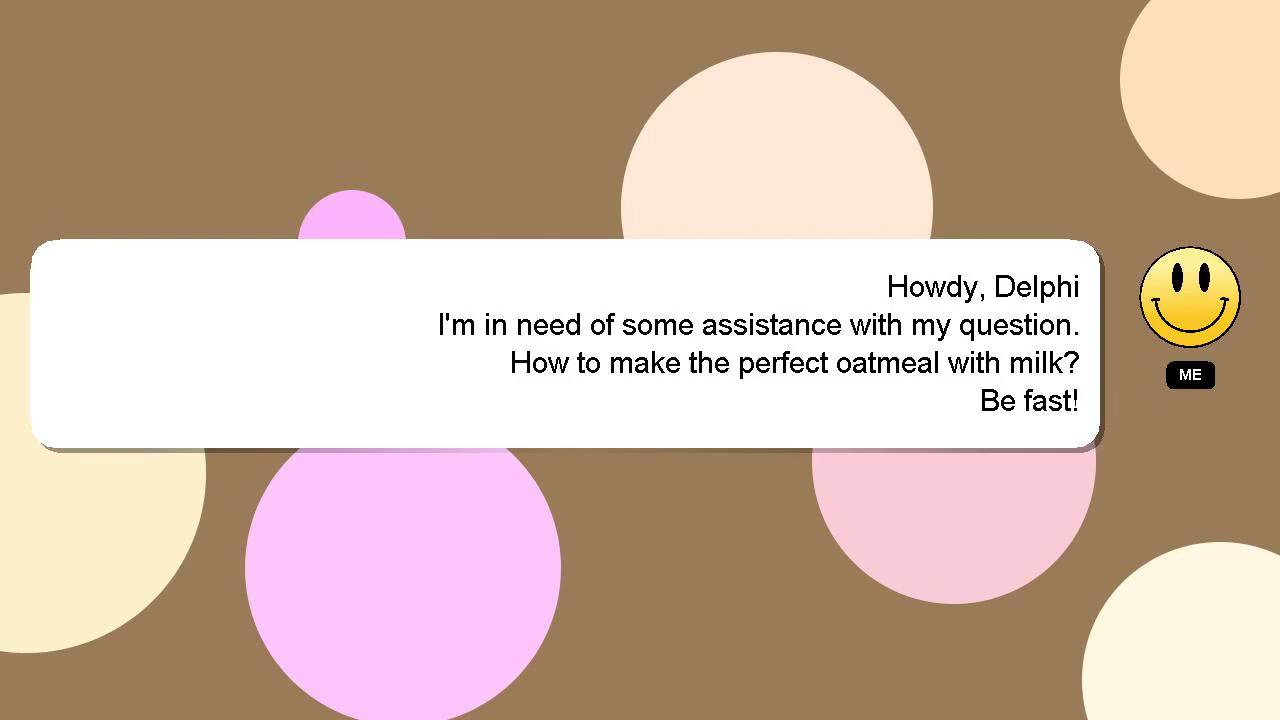 Howdy, Delphi
I'm in need of some assistance with my question.
How to make the perfect oatmeal with milk?
Be fast!
ME